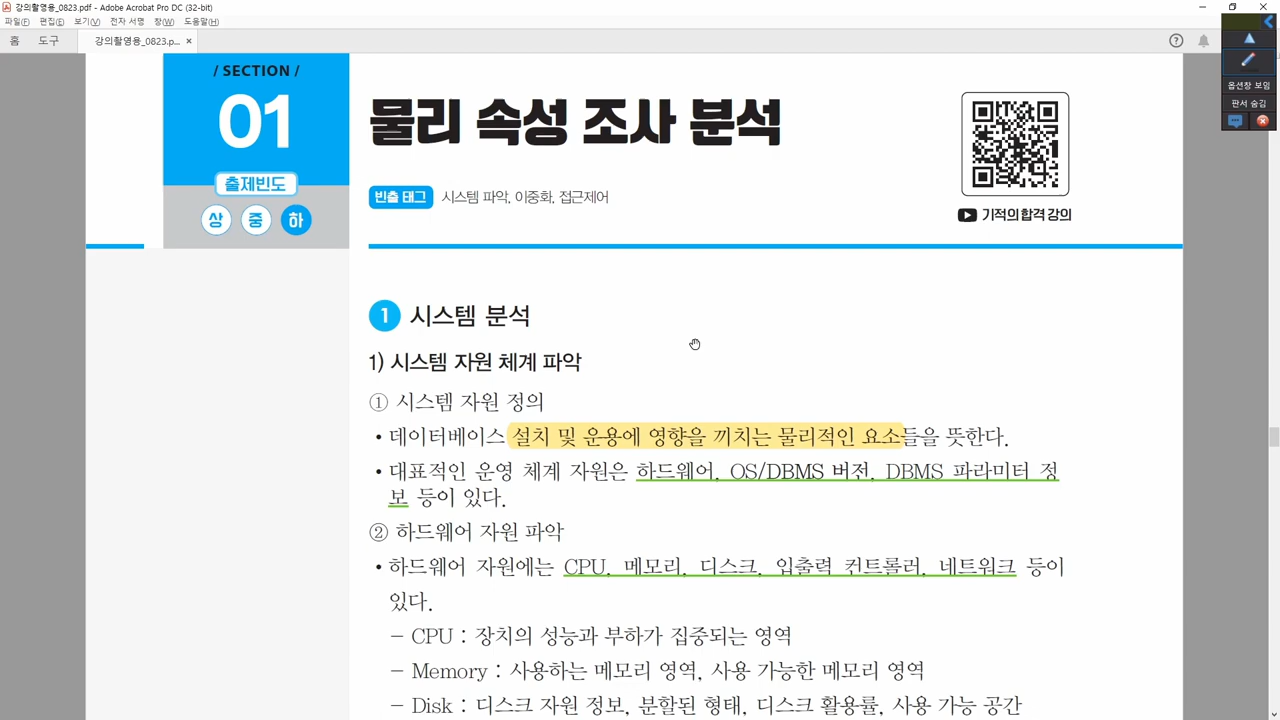 강의촬영용_0823.pdf - Adobe Acrobat Pro DC (32-bit)
파일(F) 편집(E) 보기(V) 전자 서명 창(W) 도움말(H)
홈 도구 강의촬영용_0823.p... ×
옵션창 보임
판서 숨김
/ SECTION /
01
물리 속성 조사 분석
출제빈도
상 중 하
빈출 태그 시스템 파악, 이중화, 접근제어
기적의 합격 강의
1 시스템 분석
1) 시스템 자원 체계 파악
① 시스템 자원 정의
• 데이터베이스 설치 및 운용에 영향을 끼치는 물리적인 요소들을 뜻한다.
• 대표적인 운영 체계 자원은 하드웨어, OS/DBMS 버전, DBMS 파라미터 정
보 등이 있다.
② 하드웨어 자원 파악
• 하드웨어 자원에는 CPU, 메모리, 디스크, 입출력 컨트롤러, 네트워크 등이
있다.
– CPU : 장치의 성능과 부하가 집중되는 영역
– Memory : 사용하는 메모리 영역, 사용 가능한 메모리 영역
– Disk : 디스크 자원 정보, 분할된 형태, 디스크 활용률, 사용 가능 공간